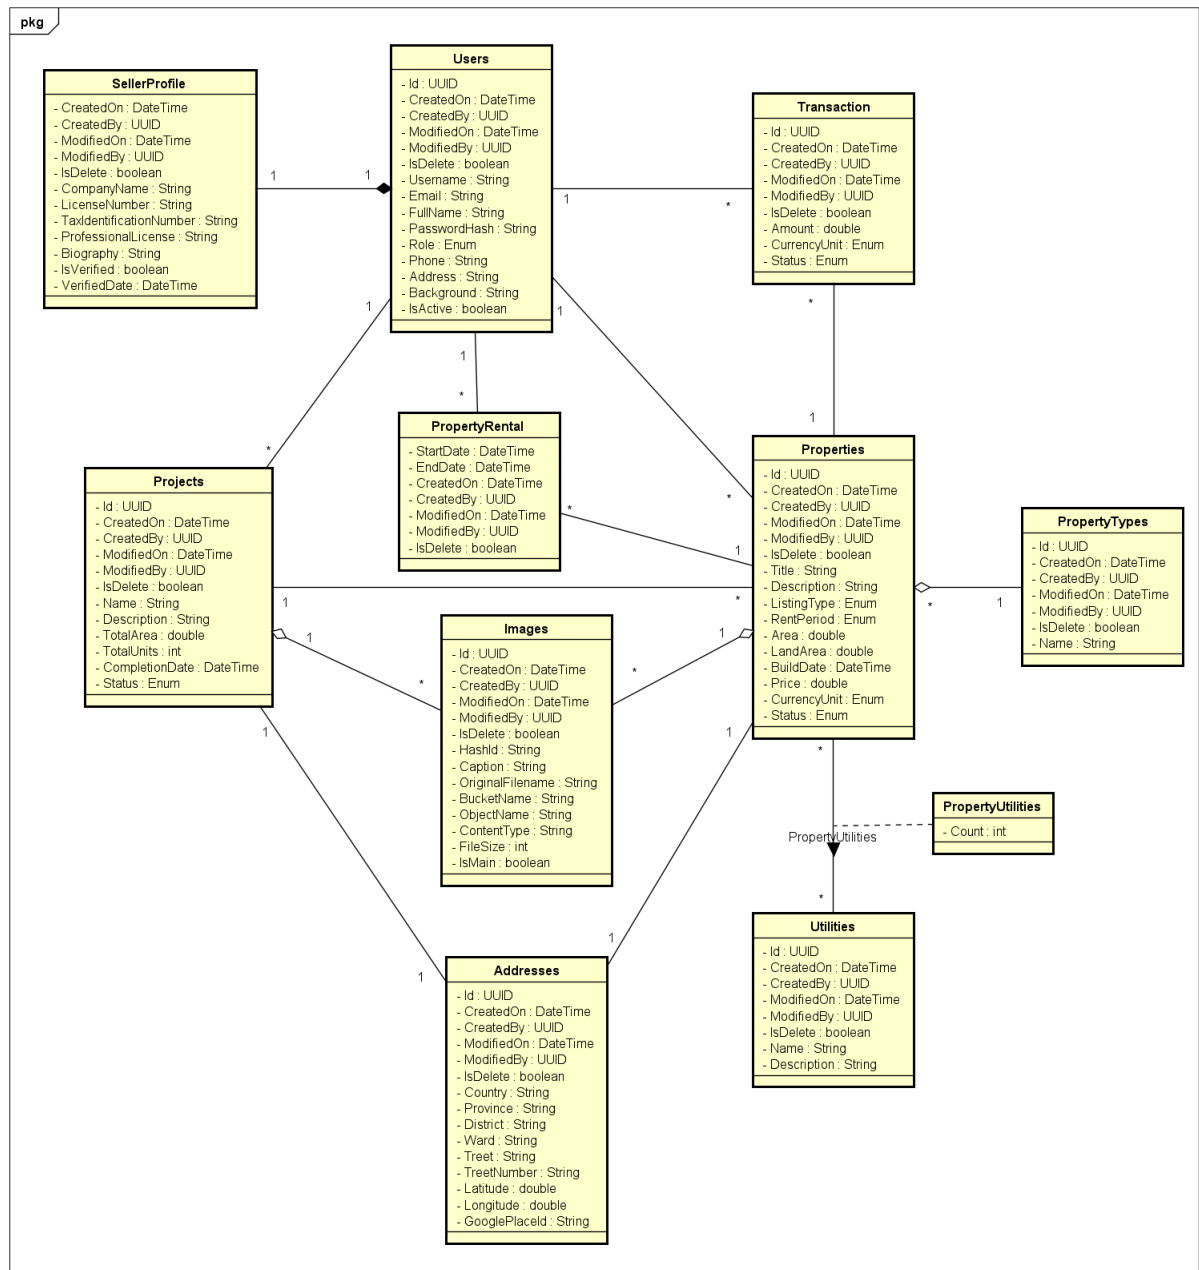 pkg
SellerProfile
- CreatedOn : DateTime
- CreatedBy : UUID
- ModifiedOn : DateTime
- ModifiedBy : UUID
- IsDelete : boolean
- CompanyName : String
- LicenseNumber : String
- TaxIdentificationNumber : String
- ProfessionalLicense : String
- Biography : String
- IsVerified : boolean
- VerifiedDate : DateTime
Users
- Id : UUID
- CreatedOn : DateTime
- CreatedBy : UUID
- ModifiedOn : DateTime
- ModifiedBy : UUID
- IsDelete : boolean
- Username : String
- Email : String
- FullName : String
- PasswordHash : String
- Role : Enum
- Phone : String
- Address : String
- Background : String
- IsActive : boolean
Transaction
- Id : UUID
- CreatedOn : DateTime
- CreatedBy : UUID
- ModifiedOn : DateTime
- ModifiedBy : UUID
- IsDelete : boolean
- Amount : double
- CurrencyUnit : Enum
- Status : Enum
1
1
1
*
1
1
*
1
*
*
1
PropertyRental
- StartDate : DateTime
- EndDate : DateTime
- CreatedOn : DateTime
- CreatedBy : UUID
- ModifiedOn : DateTime
- ModifiedBy : UUID
- IsDelete : boolean
*
1
*
Projects
- Id : UUID
- CreatedOn : DateTime
- CreatedBy : UUID
- ModifiedOn : DateTime
- ModifiedBy : UUID
- IsDelete : boolean
- Name : String
- Description : String
- TotalArea : double
- TotalUnits : int
- CompletionDate : DateTime
- Status : Enum
Properties
- Id : UUID
- CreatedOn : DateTime
- CreatedBy : UUID
- ModifiedOn : DateTime
- ModifiedBy : UUID
- IsDelete : boolean
- Title : String
- Description : String
- ListingType : Enum
- RentPeriod : Enum
- Area : double
- LandArea : double
- BuildDate : DateTime
- Price : double
- CurrencyUnit : Enum
- Status : Enum
PropertyTypes
- Id : UUID
- CreatedOn : DateTime
- CreatedBy : UUID
- ModifiedOn : DateTime
- ModifiedBy : UUID
- IsDelete : boolean
- Name : String
1
*
*
1
1
*
1
*
Images
- Id : UUID
- CreatedOn : DateTime
- CreatedBy : UUID
- ModifiedOn : DateTime
- ModifiedBy : UUID
- IsDelete : boolean
- HashId : String
- Caption : String
- OriginalFilename : String
- BucketName : String
- ObjectName : String
- ContentType : String
- FileSize : int
- IsMain : boolean
1
1
*
PropertyUtilities
- Count : int
PropertyUtilities
*
1
1
Utilities
- Id : UUID
- CreatedOn : DateTime
- CreatedBy : UUID
- ModifiedOn : DateTime
- ModifiedBy : UUID
- IsDelete : boolean
- Name : String
- Description : String
Addresses
- Id : UUID
- CreatedOn : DateTime
- CreatedBy : UUID
- ModifiedOn : DateTime
- ModifiedBy : UUID
- IsDelete : boolean
- Country : String
- Province : String
- District : String
- Ward : String
- Treet : String
- TreetNumber : String
- Latitude : double
- Longitude : double
- GooglePlaceId : String